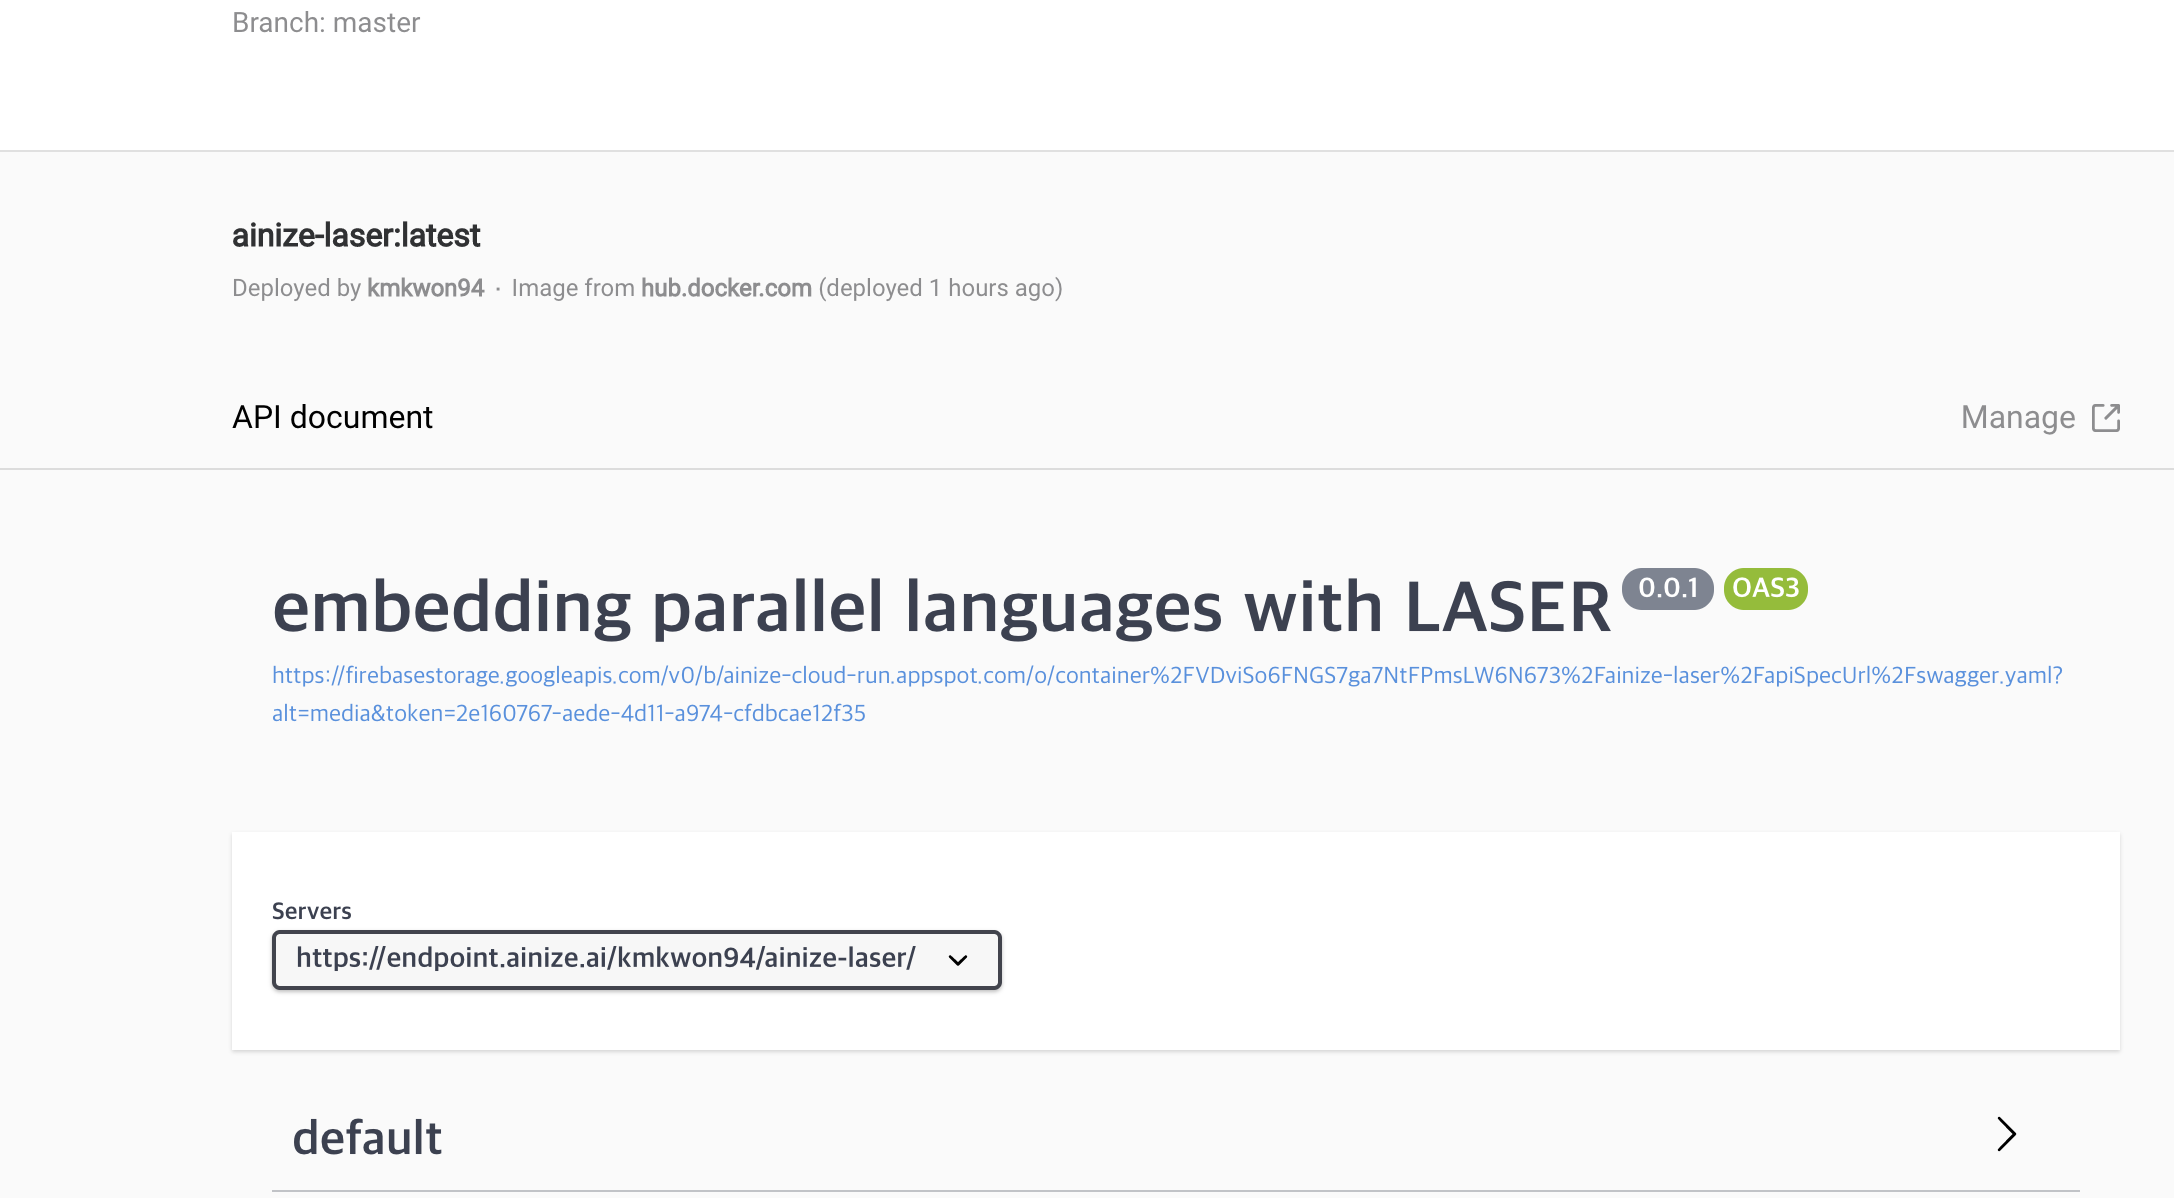 Branch: master
ainize-laser:latest
Deployed by kmkwon94 · Image from hub.docker.com (deployed 1 hours ago)
API document
Manage
embedding parallel languages with LASER 0.0.1 OAS3
https://firebasestorage.googleapis.com/v0/b/ainize-cloud-run.appspot.com/o/container%2FVDviSo6FNGS7ga7NtFPmsLW6N673%2Fainize-laser%2FapiSpecUrl%2Fswagger.yaml?
alt=media&token=2e160767-aede-4d11-a974-cfdbcae12f35
Servers
https://endpoint.ainize.ai/kmkwon94/ainize-laser/
default